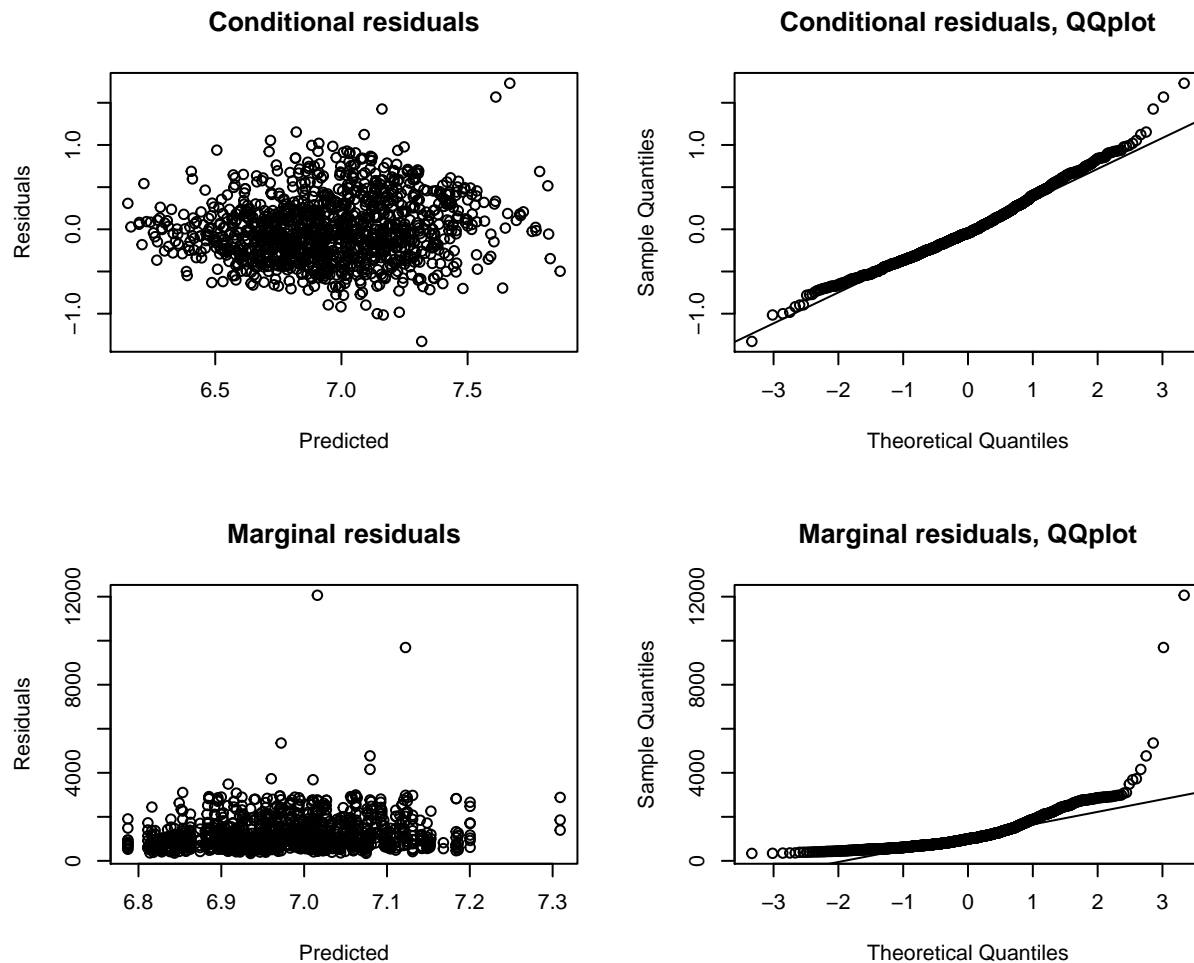 Conditional residuals
Residuals
−1.0 0.0 1.0
6.5 7.0 7.5
Predicted
Conditional residuals, QQplot
Sample Quantiles
−1.0 0.0 1.0
−3 −2 −1 0 1 2 3
Theoretical Quantiles
Marginal residuals
Residuals
0 4000 8000 12000
6.8 6.9 7.0 7.1 7.2 7.3
Predicted
Marginal residuals, QQplot
Sample Quantiles
0 4000 8000 12000
−3 −2 −1 0 1 2 3
Theoretical Quantiles